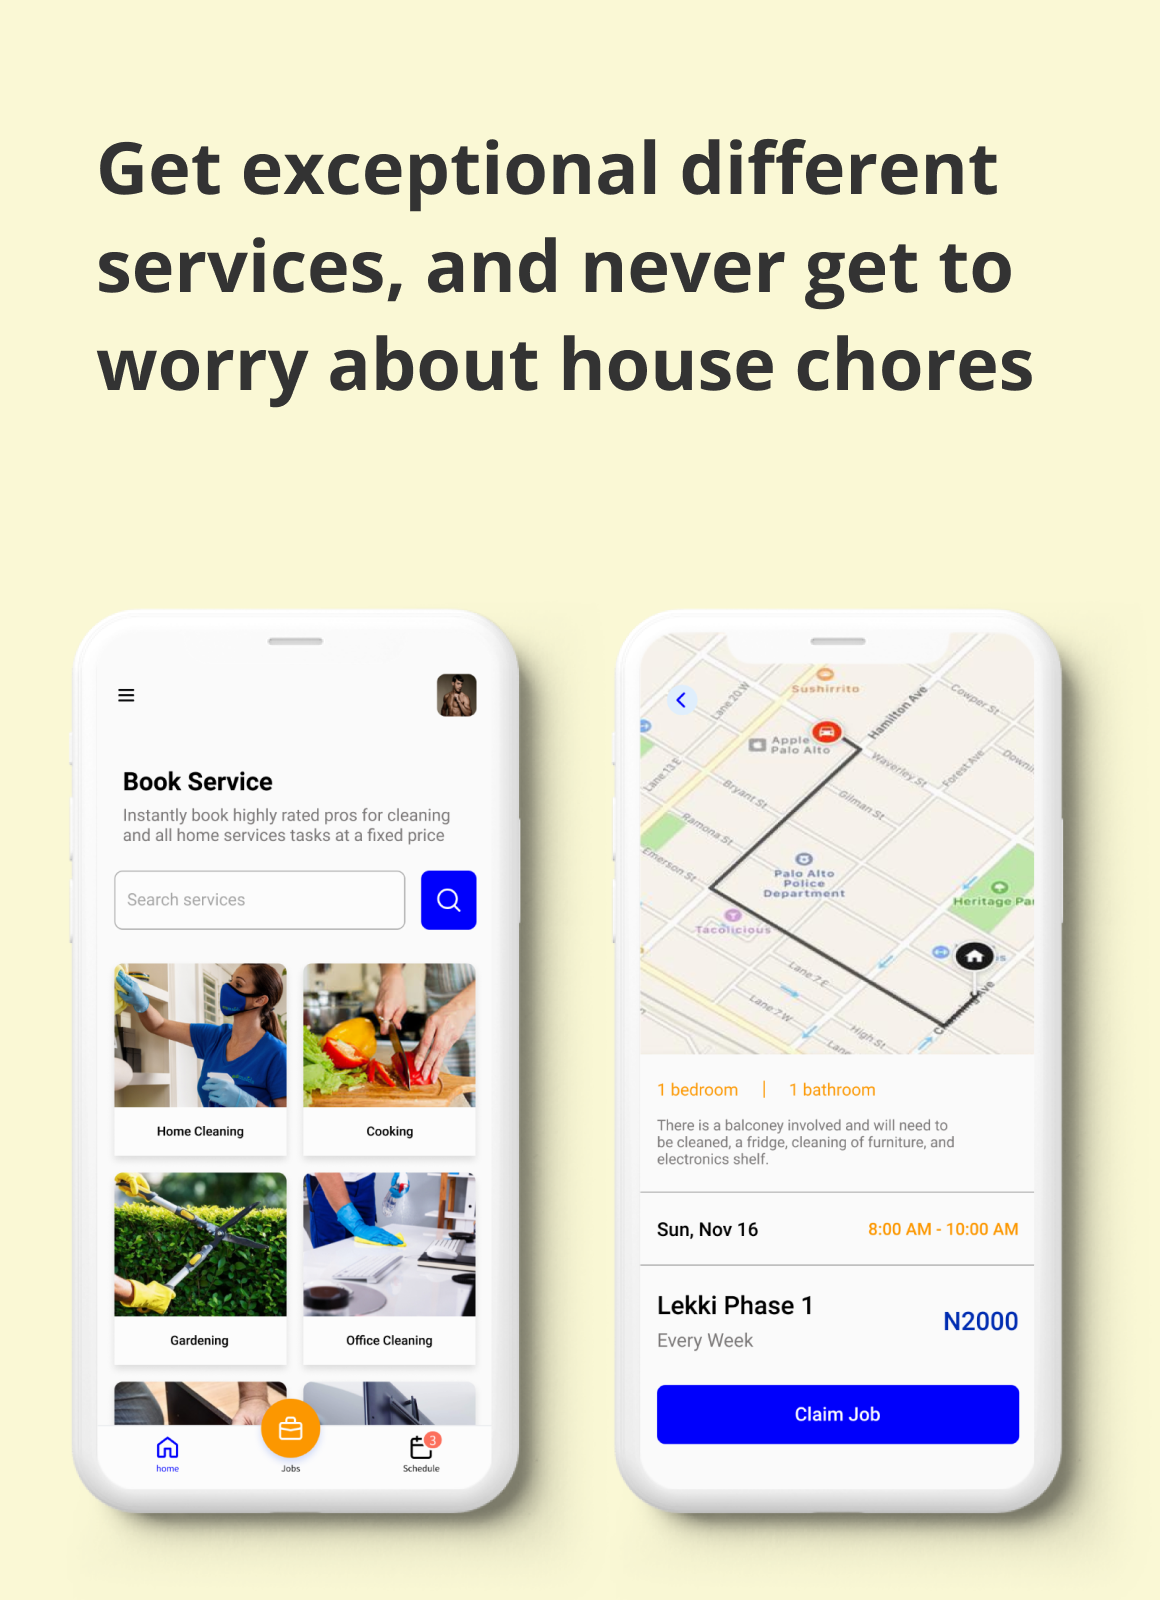 Get exceptional different
services, and never get to
worry about house chores
Book Service
Instantly book highly rated pros for cleaning
and all home services tasks at a fixed price
Search services
Home Cleaning
Cooking
Gardening
Office Cleaning
home
Jobs
3
Schedule
Sushirrito
Lane 20 W
Hamilton Ave
Cowper St
Apple
Palo Alto
Lane 13 E
Waverley St
Forest Ave
Downi
Bryant St
Gilman St
Ramona St
Emerson St
Palo Alto
Police
Department
Heritage Par
Tacolicious
is
Lane 7 E
Lane 7 W
Channing Ave
High St
Lane
1 bedroom | 1 bathroom
There is a balconey involved and will need to
be cleaned, a fridge, cleaning of furniture, and
electronics shelf.
Sun, Nov 16
8:00 AM - 10:00 AM
Lekki Phase 1
N2000
Every Week
Claim Job